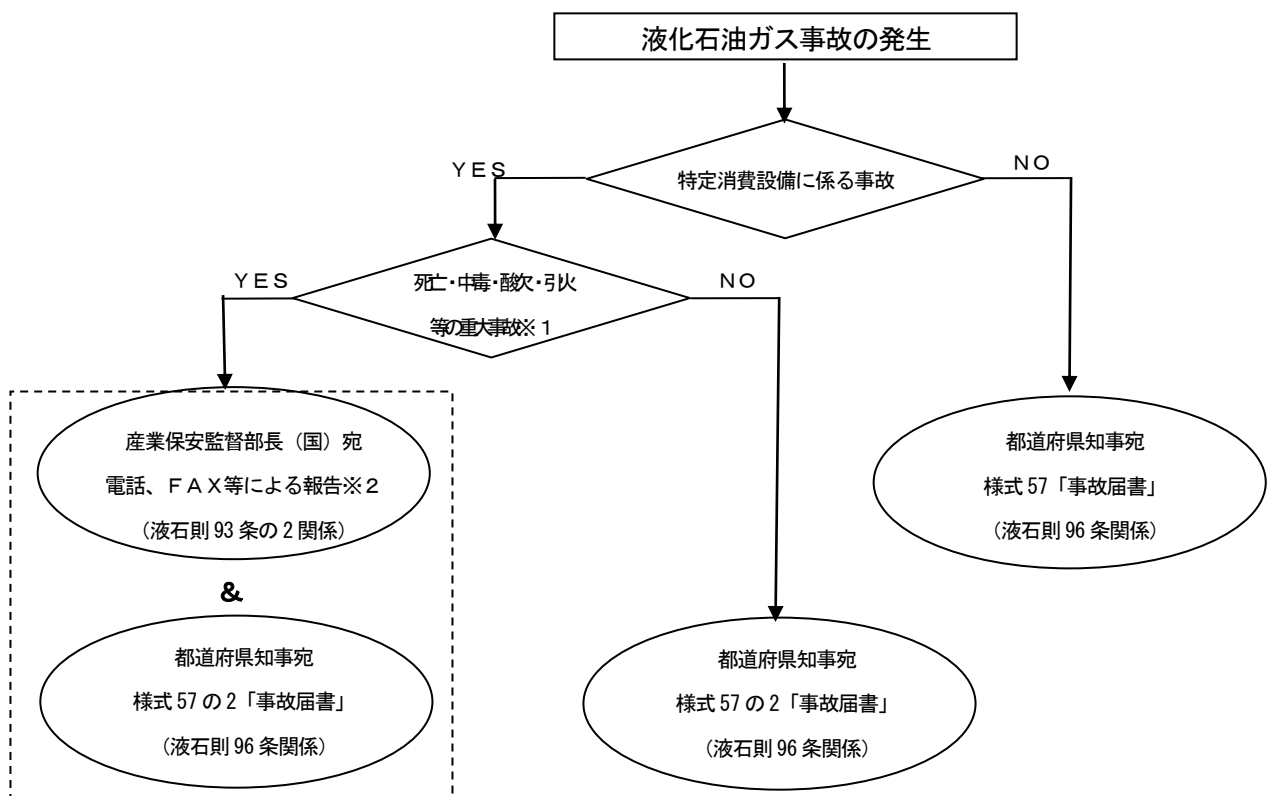 液化石油ガス事故の発生
YES
特定消費設備に係る事故
NO
YES
死亡・中毒・酸欠・引火
等の重大事故※１
NO
産業保安監督部長（国）宛
電話、ＦＡＸ等による報告※２
（液石則 93 条の 2 関係）
＆
都道府県知事宛
様式 57 の 2「事故届書」
（液石則 96 条関係）
都道府県知事宛
様式 57 の 2「事故届書」
（液石則 96 条関係）
都道府県知事宛
様式 57「事故届書」
（液石則 96 条関係）